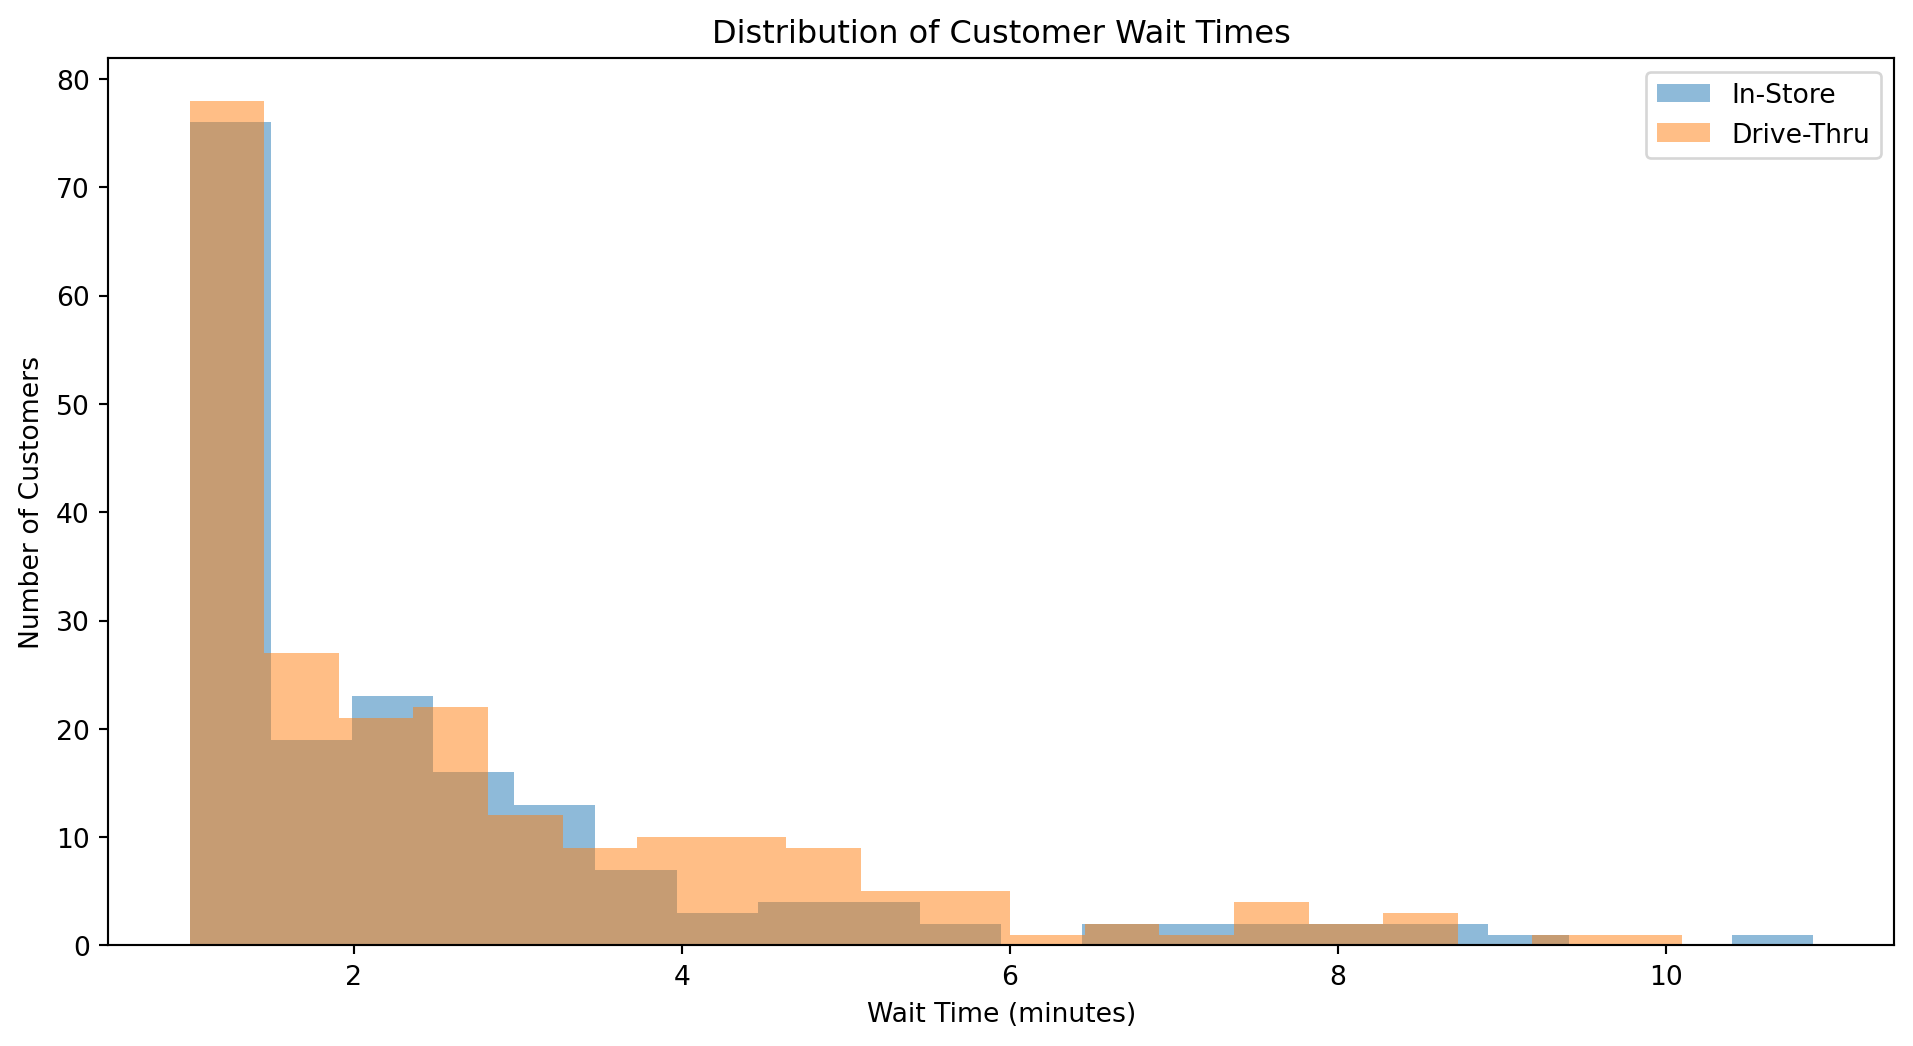 Distribution of Customer Wait Times
In-Store
Drive-Thru
Number of Customers
80
70
60
50
40
30
20
10
0
2
4
6
8
10
Wait Time (minutes)